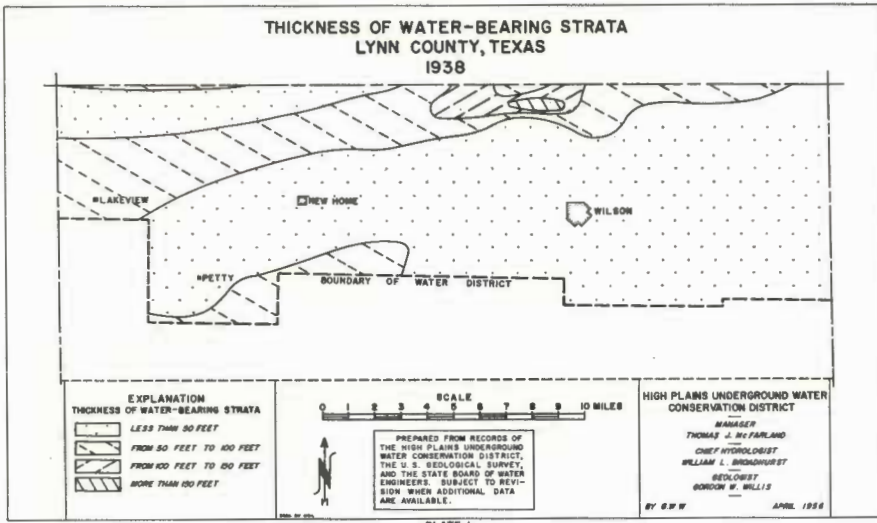 THICKNESS OF WATER-BEARING STRATA
LYNN COUNTY, TEXAS
1938
LAKEVIEW
NEW HOME
WILSON
PETTY
BOUNDARY OF WATER DISTRICT
EXPLANATION
THICKNESS OF WATER-BEARING STRATA
LESS THAN 50 FEET
FROM 50 FEET TO 100 FEET
FROM 100 FEET TO 150 FEET
MORE THAN 150 FEET
SCALE
0 1 2 3 4 5 6 7 8 9 10 MILES
N
PREPARED FROM RECORDS OF
THE HIGH PLAINS UNDERGROUND
WATER CONSERVATION DISTRICT,
THE U.S. GEOLOGICAL SURVEY,
AND THE STATE BOARD OF WATER
ENGINEERS. SUBJECT TO REVI-
SION WHEN ADDITIONAL DATA
ARE AVAILABLE.
HIGH PLAINS UNDERGROUND WATER
CONSERVATION DISTRICT
MANAGER
THOMAS J. McFARLAND
CHIEF HYDROLOGIST
WILLIAM L. BROADHURST
GEOLOGIST
GORDON W. WILLIS
BY G.W.W APRIL 1956